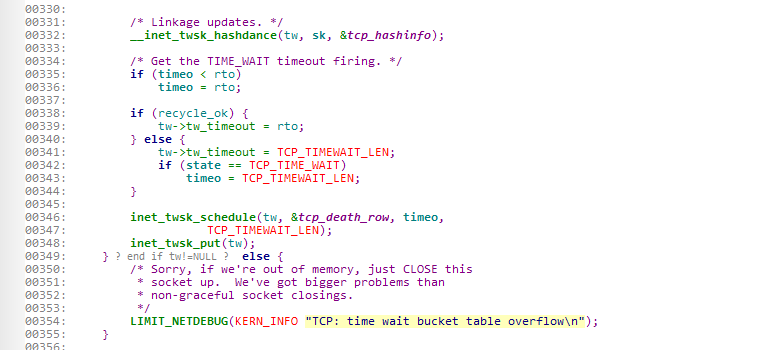 00330:
00331: /* Linkage updates. */
00332: __inet_twsk_hashdance(tw, sk, &tcp_hashinfo);
00333:
00334: /* Get the TIME_WAIT timeout firing. */
00335: if (timeo < rto)
00336: timeo = rto;
00337:
00338: if (recycle_ok) {
00339: tw->tw_timeout = rto;
00340: } else {
00341: tw->tw_timeout = TCP_TIMEWAIT_LEN;
00342: if (state == TCP_TIME_WAIT)
00343: timeo = TCP_TIMEWAIT_LEN;
00344: }
00345:
00346: inet_twsk_schedule(tw, &tcp_death_row, timeo,
00347: TCP_TIMEWAIT_LEN);
00348: inet_twsk_put(tw);
00349: } ? end if tw!=NULL ? else {
00350: /* Sorry, if we're out of memory, just CLOSE this
00351: * socket up. We've got bigger problems than
00352: * non-graceful socket closings.
00353: */
00354: LIMIT_NETDEBUG(KERN_INFO "TCP: time wait bucket table overflow\n");
00355: }
00356: